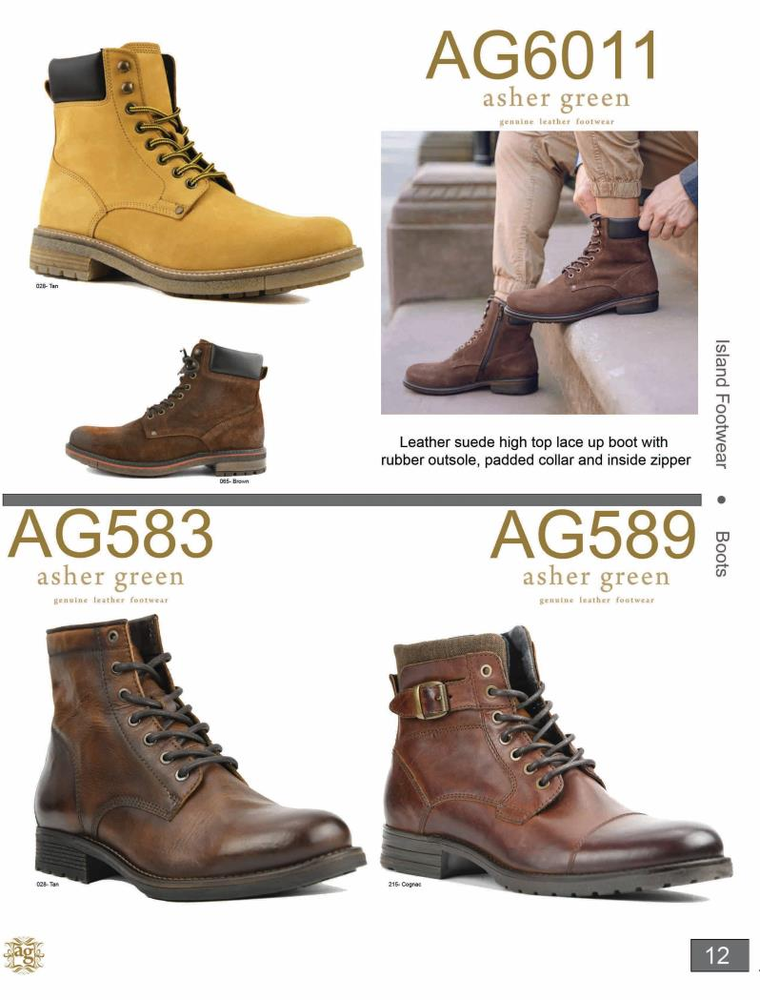 AG6011
asher green
genuine leather footwear
028- Tan
065- Brown
Leather suede high top lace up boot with
rubber outsole, padded collar and inside zipper
AG583
asher green
genuine leather footwear
028- Tan
AG589
asher green
genuine leather footwear
215- Cognac
Island Footwear • Boots
ag
12